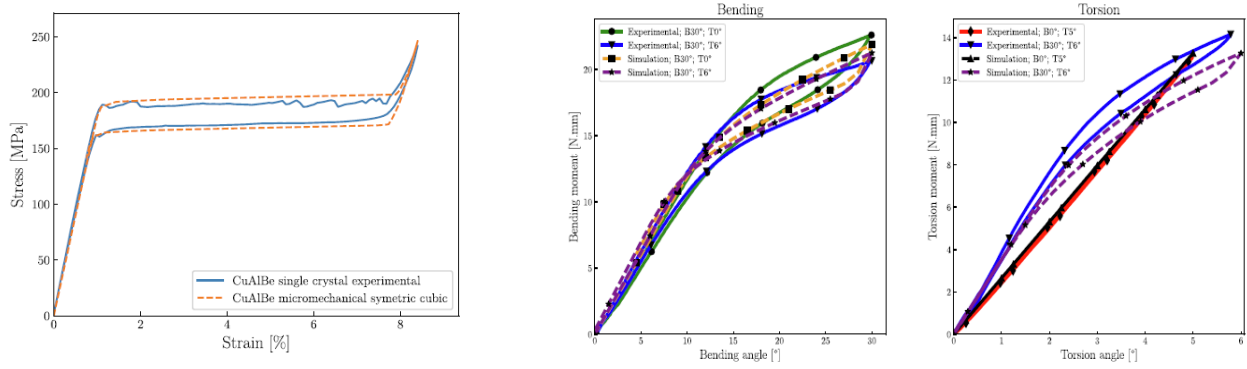 250
200
150
100
50
0
0
2
4
6
8
Stress [MPa]
Strain [%]
CuAlBe single crystal experimental
CuAlBe micromechanical symetric cubic
Bending
Experimental; B30°; T0°
Experimental; B30°; T6°
Simulation; B30°; T0°
Simulation; B30°; T6°
20
15
10
5
0
0
5
10
15
20
25
30
Bending moment [N.mm]
Bending angle [°]
Torsion
Experimental; B0°; T5°
Experimental; B30°; T6°
Simulation; B0°; T5°
Simulation; B30°; T6°
14
12
10
8
6
4
2
0
0
1
2
3
4
5
6
Torsion moment [N.mm]
Torsion angle [°]